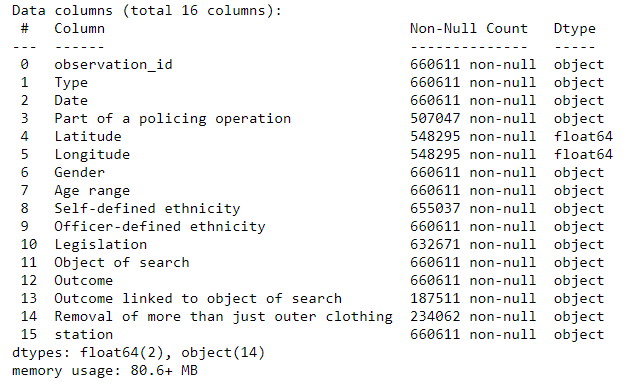 Data columns (total 16 columns):
 #   Column                                    Non-Null Count   Dtype
---  ------                                    --------------   -----
 0   observation_id                            660611 non-null  object
 1   Type                                      660611 non-null  object
 2   Date                                      660611 non-null  object
 3   Part of a policing operation              507047 non-null  object
 4   Latitude                                  548295 non-null  float64
 5   Longitude                                 548295 non-null  float64
 6   Gender                                    660611 non-null  object
 7   Age range                                 660611 non-null  object
 8   Self-defined ethnicity                    655037 non-null  object
 9   Officer-defined ethnicity                 660611 non-null  object
 10  Legislation                               632671 non-null  object
 11  Object of search                          660611 non-null  object
 12  Outcome                                   660611 non-null  object
 13  Outcome linked to object of search        187511 non-null  object
 14  Removal of more than just outer clothing  234062 non-null  object
 15  station                                   660611 non-null  object
dtypes: float64(2), object(14)
memory usage: 80.6+ MB